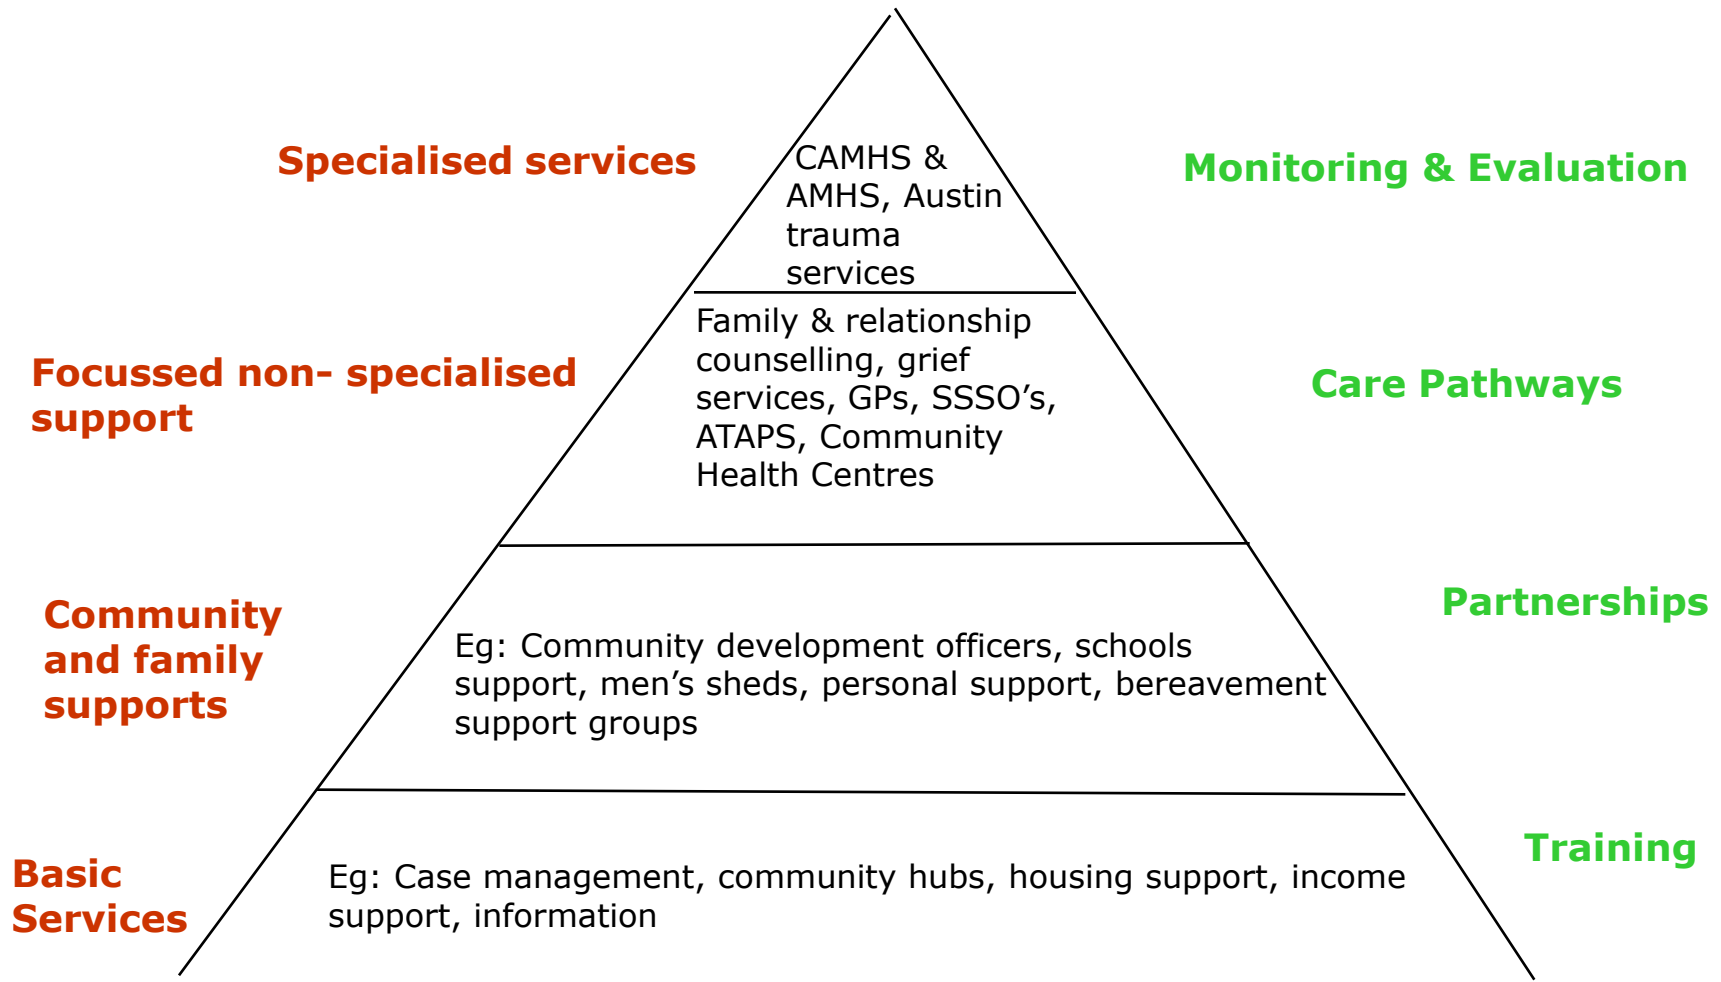 Specialised services
CAMHS &
AMHS, Austin
trauma
services
Monitoring & Evaluation
Focussed non- specialised
support
Family & relationship
counselling, grief
services, GPs, SSSO’s,
ATAPS, Community
Health Centres
Care Pathways
Community
and family
supports
Eg: Community development officers, schools
support, men’s sheds, personal support, bereavement
support groups
Partnerships
Basic
Services
Eg: Case management, community hubs, housing support, income
support, information
Training